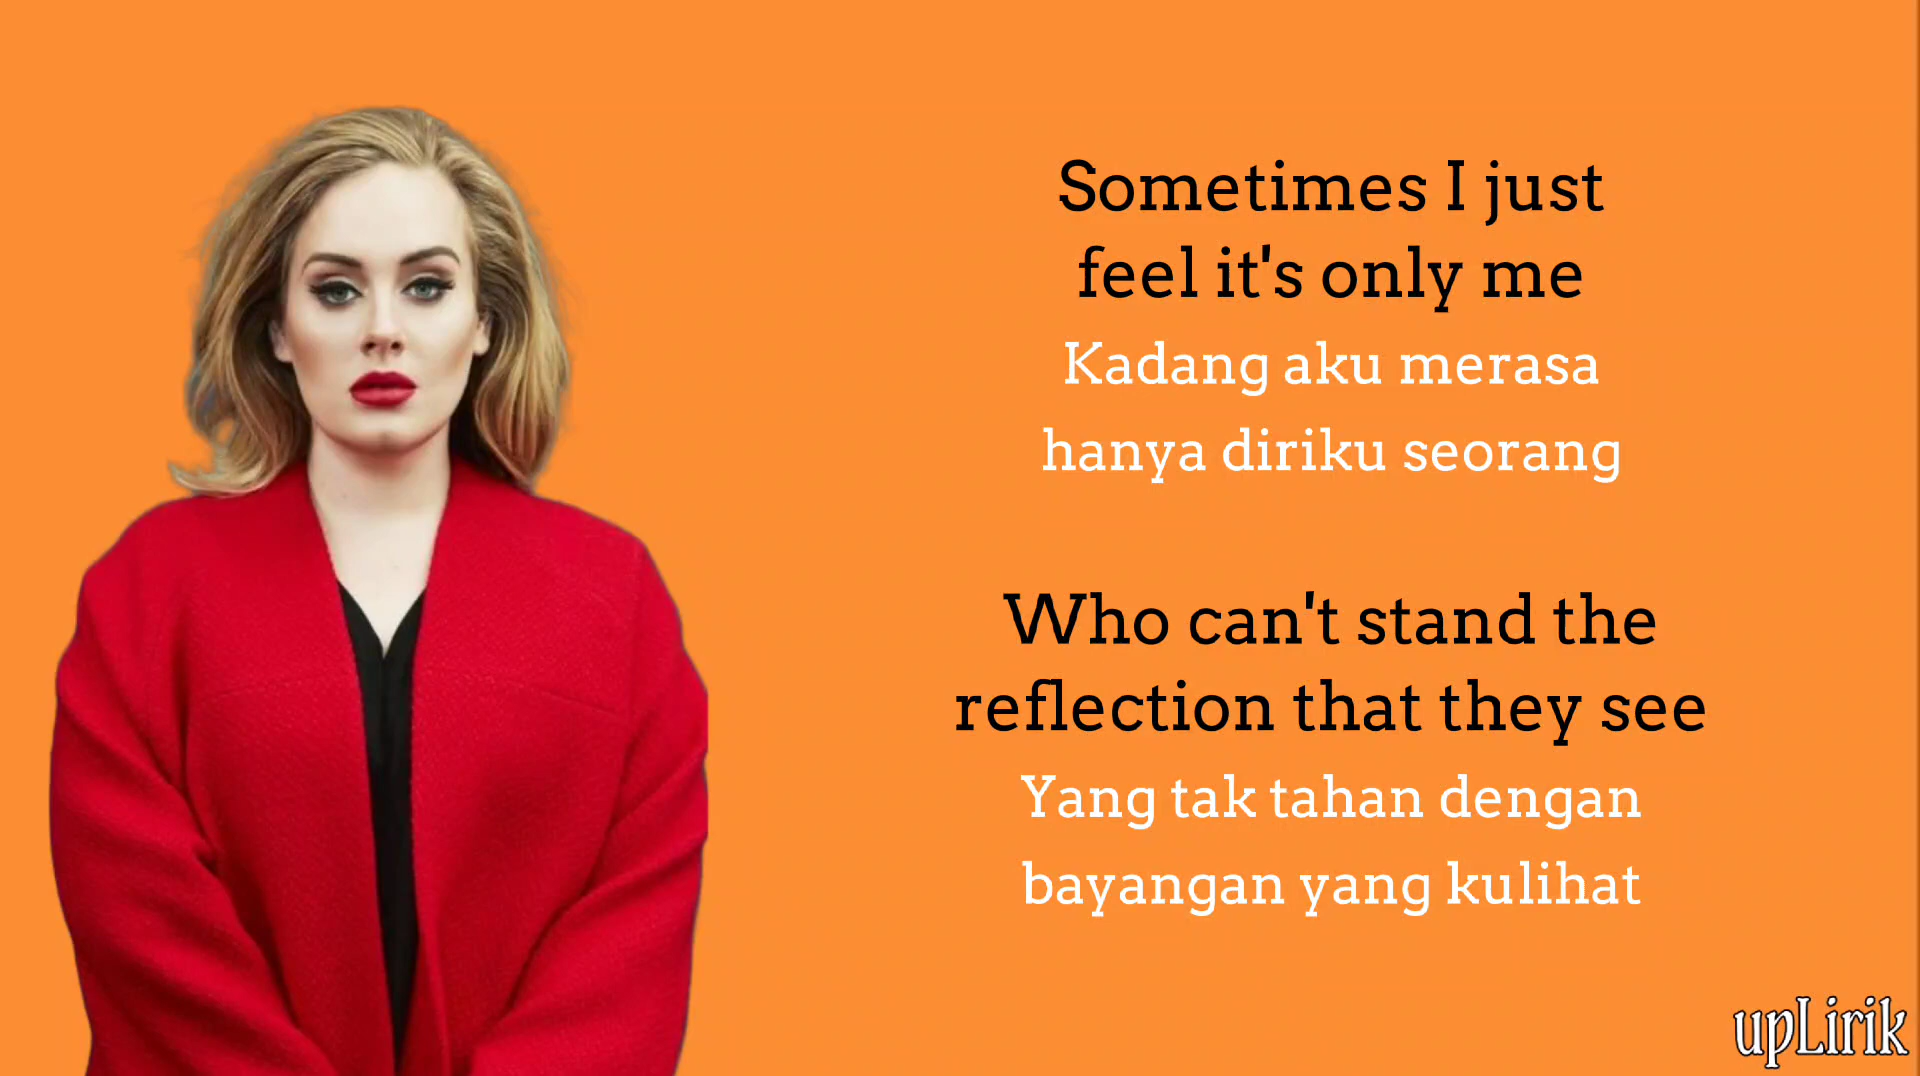 Sometimes I just
feel it's only me
Kadang aku merasa
hanya diriku seorang
Who can't stand the
reflection that they see
Yang tak tahan dengan
bayangan yang kulihat
upLirik